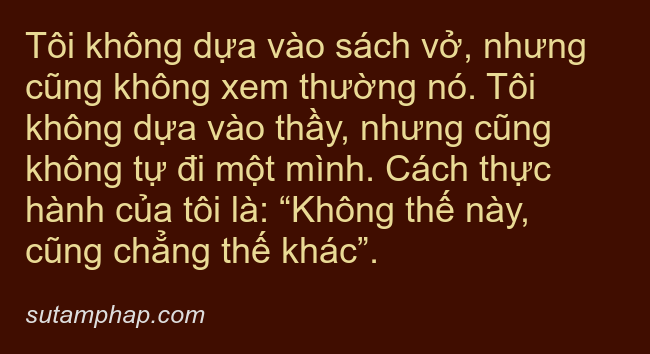 Tôi không dựa vào sách vở, nhưng
cũng không xem thường nó. Tôi
không dựa vào thầy, nhưng cũng
không tự đi một mình. Cách thực
hành của tôi là: “Không thế này,
cũng chẳng thế khác”.
sutamphap.com